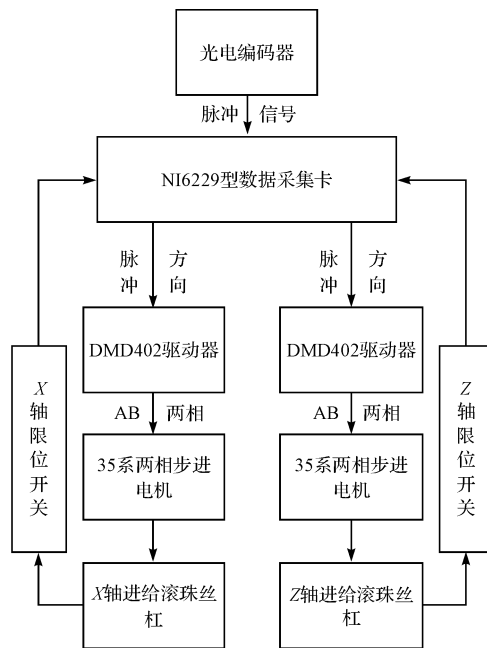 光电编码器
脉冲 信号
NI6229型数据采集卡
脉冲 方向
脉冲 方向
DMD402驱动器
DMD402驱动器
X轴限位开关
Z轴限位开关
AB 两相
AB 两相
35系两相步进
电机
35系两相步进
电机
X轴进给滚珠丝
杠
Z轴进给滚珠丝
杠